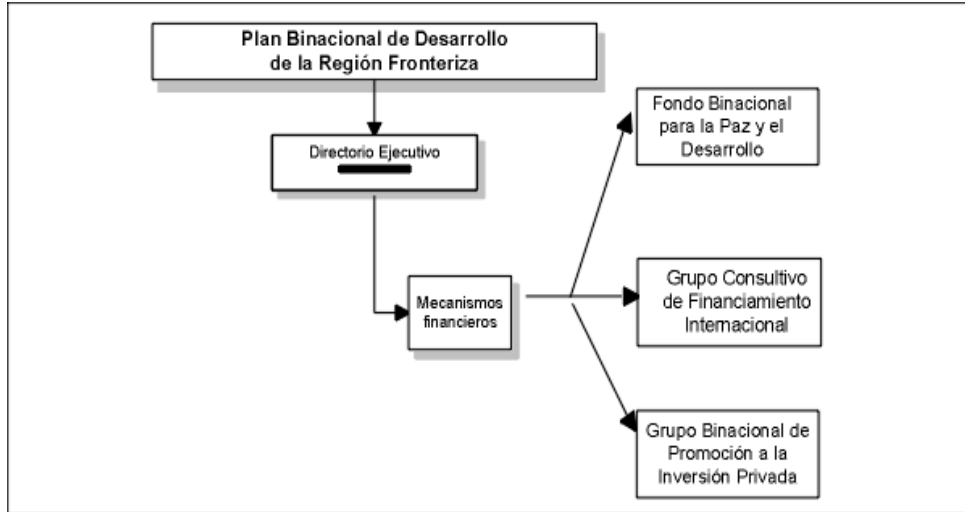 Plan Binacional de Desarrollo
de la Región Fronteriza
Directorio Ejecutivo
Mecanismos
financieros
Fondo Binacional
para la Paz y el
Desarrollo
Grupo Consultivo
de Financiamiento
Internacional
Grupo Binacional de
Promoción a la
Inversión Privada